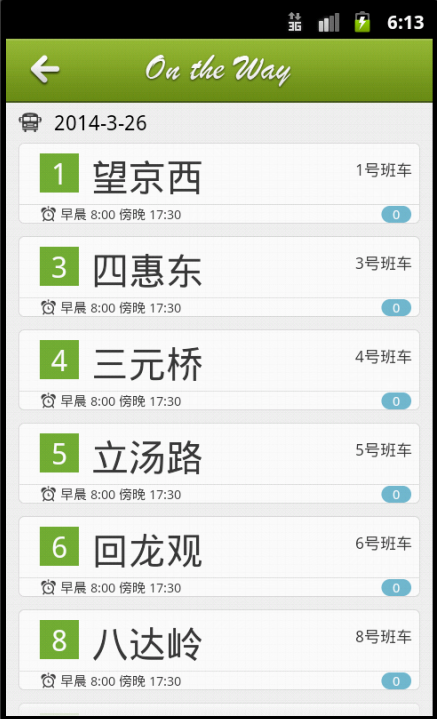 3G 6:13
On the Way
2014-3-26
1 望京西 1号班车
早晨 8:00 傍晚 17:30 0
3 四惠东 3号班车
早晨 8:00 傍晚 17:30 0
4 三元桥 4号班车
早晨 8:00 傍晚 17:30 0
5 立汤路 5号班车
早晨 8:00 傍晚 17:30 0
6 回龙观 6号班车
早晨 8:00 傍晚 17:30 0
8 八达岭 8号班车
早晨 8:00 傍晚 17:30 0